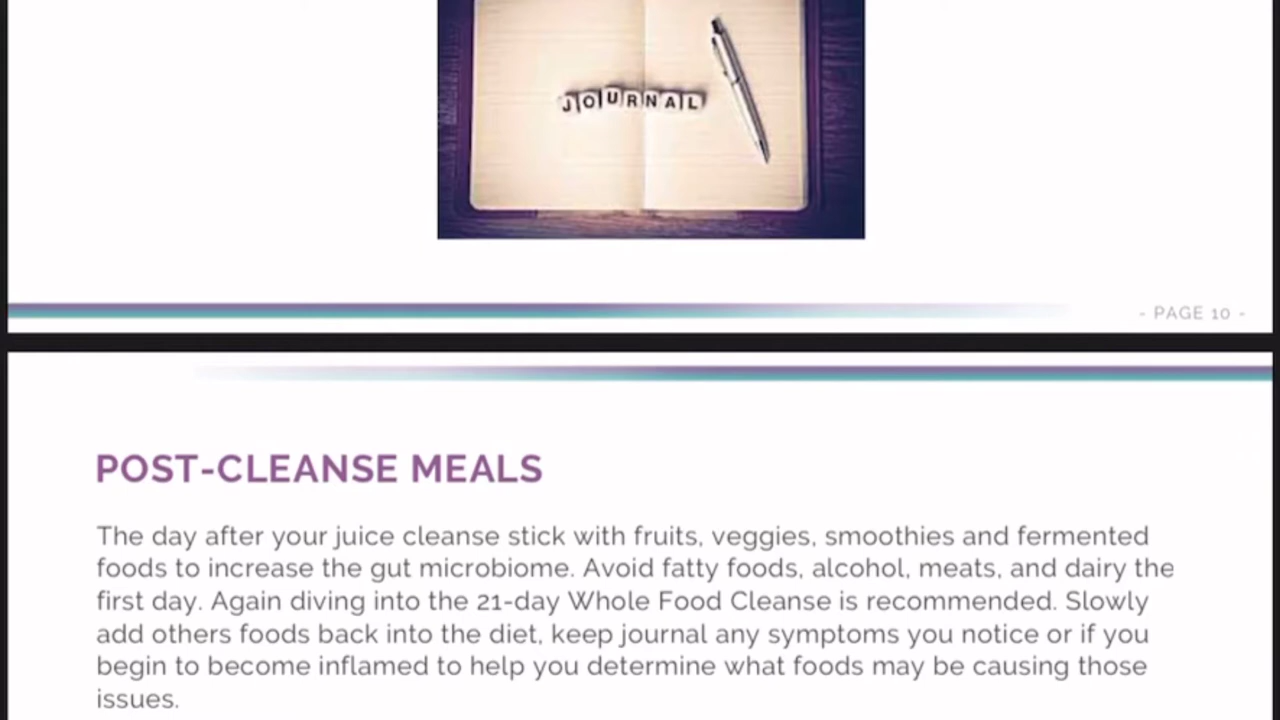 JOURNAL
- PAGE 10 -
POST-CLEANSE MEALS
The day after your juice cleanse stick with fruits, veggies, smoothies and fermented
foods to increase the gut microbiome. Avoid fatty foods, alcohol, meats, and dairy the
first day. Again diving into the 21-day Whole Food Cleanse is recommended. Slowly
add others foods back into the diet, keep journal any symptoms you notice or if you
begin to become inflamed to help you determine what foods may be causing those
issues.